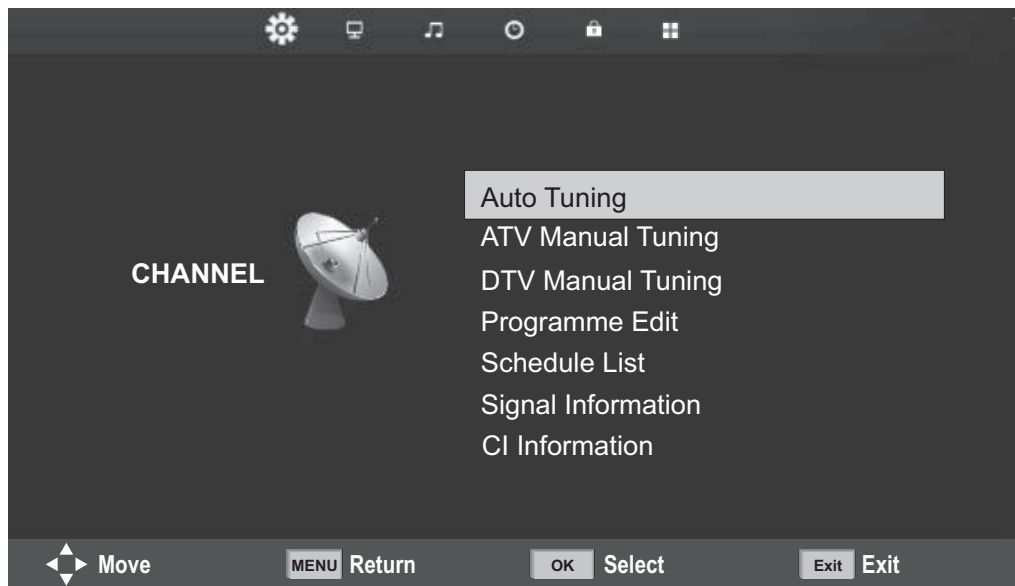 CHANNEL
Auto Tuning
ATV Manual Tuning
DTV Manual Tuning
Programme Edit
Schedule List
Signal Information
CI Information
Move MENU Return OK Select Exit Exit